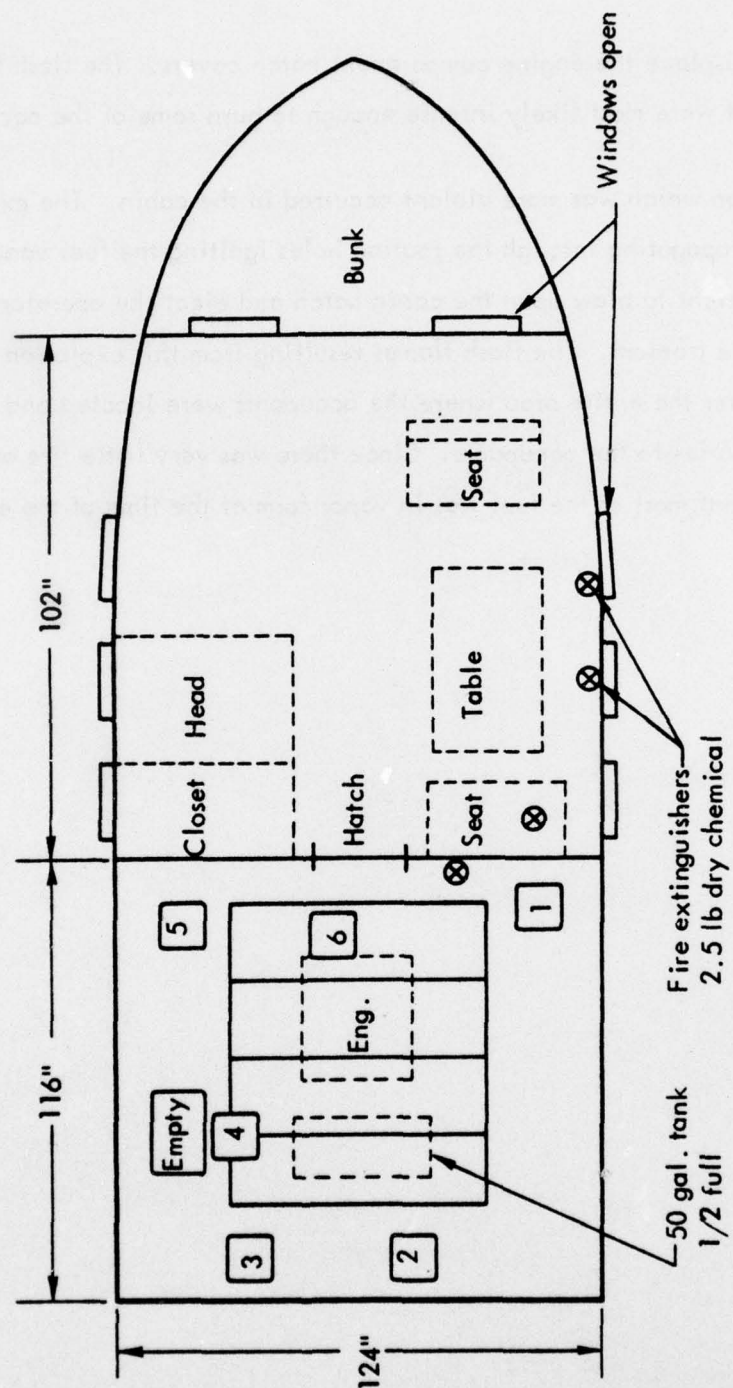 Windows open
Bunk
102"
Seat
Head
Table
Closet
Hatch
Seat
116"
5
6
1
Fire extinguishers
2.5 lb dry chemical
Eng.
Empty
4
50 gal. tank
1/2 full
3
2
124"